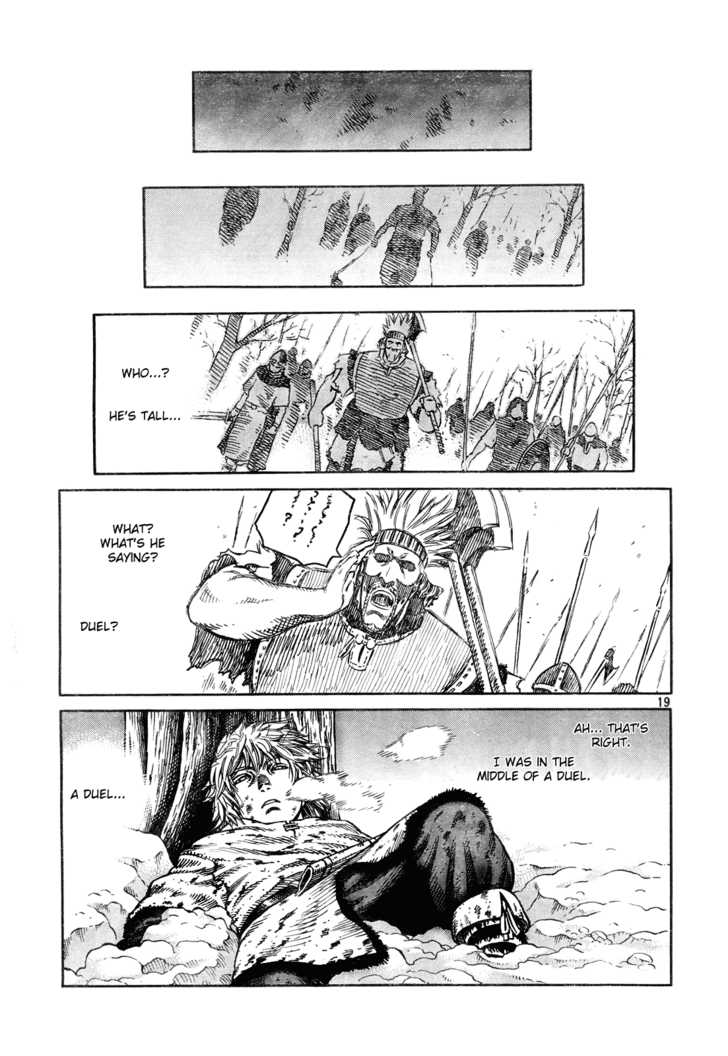 WHO...?
HE'S TALL...
WHAT?
WHAT'S HE
SAYING?
DUEL?
19
AH... THAT'S
RIGHT.
I WAS IN THE
MIDDLE OF A DUEL.
A DUEL...